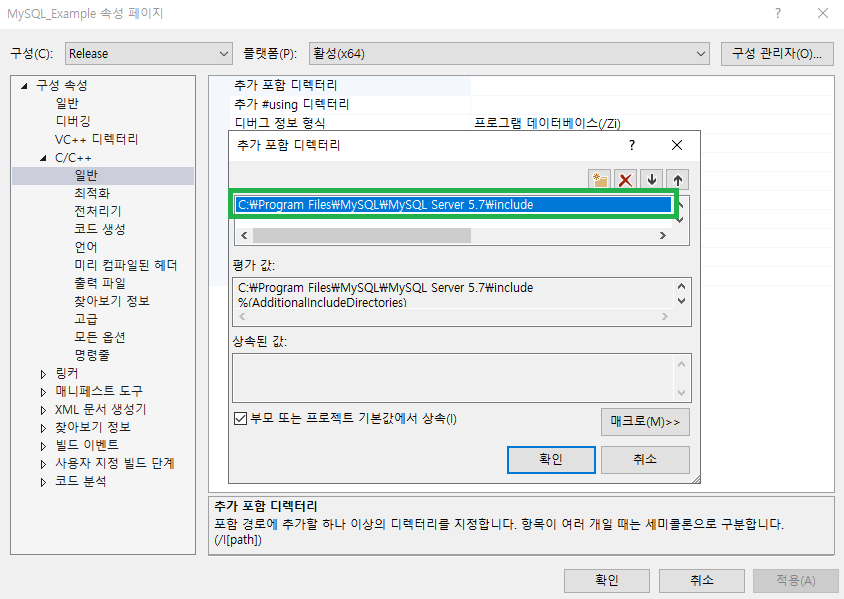 MySQL_Example 속성 페이지
?
구성(C):
Release
플랫폼(P):
활성(x64)
구성 관리자(O)...
구성 속성
일반
디버깅
VC++ 디렉터리
C/C++
일반
최적화
전처리기
코드 생성
언어
미리 컴파일된 헤더
출력 파일
찾아보기 정보
고급
모든 옵션
명령줄
링커
매니페스트 도구
XML 문서 생성기
찾아보기 정보
빌드 이벤트
사용자 지정 빌드 단계
코드 분석
추가 포함 디렉터리
추가 #using 디렉터리
디버그 정보 형식
프로그램 데이터베이스(/Zi)
추가 포함 디렉터리
?
C:₩Program Files₩MySQL₩MySQL Server 5.7₩include
평가 값:
C:₩Program Files₩MySQL₩MySQL Server 5.7₩include
%(AdditionalIncludeDirectories)
상속된 값:
부모 또는 프로젝트 기본값에서 상속(I)
매크로(M)>>
확인
취소
추가 포함 디렉터리
포함 경로에 추가할 하나 이상의 디렉터리를 지정합니다. 항목이 여러 개일 때는 세미콜론으로 구분합니다.
(/I[path])
확인
취소
적용(A)